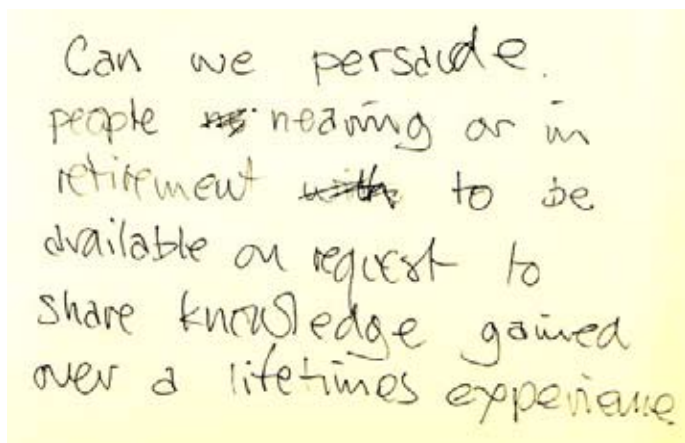 Can we persaude.
people nearing or in
retirement to be
available on request to
share knowledge gained
over a lifetimes experience